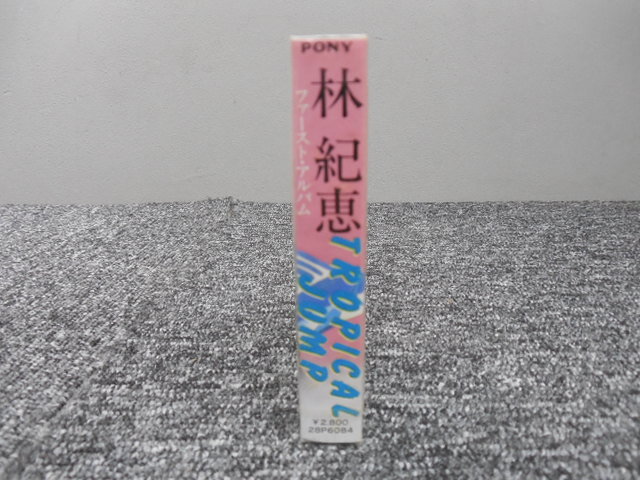 PONY
林 紀恵
ファースト・アルバム
TROPICAL
JUMP
¥2,800
28P6084